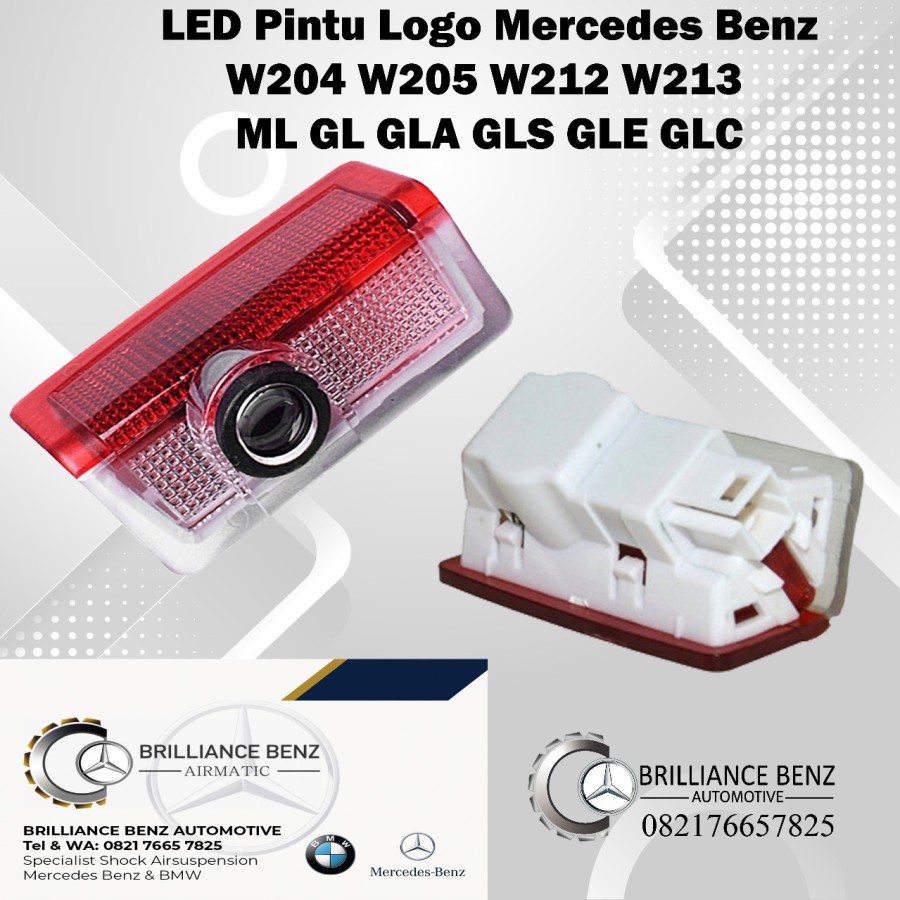 LED Pintu Logo Mercedes Benz
W204 W205 W212 W213
ML GL GLA GLS GLE GLC
BRILLIANCE BENZ
AIRMATIC
BRILLIANCE BENZ AUTOMOTIVE
Tel & WA: 0821 7665 7825
Specialist Shock Airsuspension
Mercedes Benz & BMW
BMW
Mercedes-Benz
BRILLIANCE BENZ
AUTOMOTIVE
082176657825